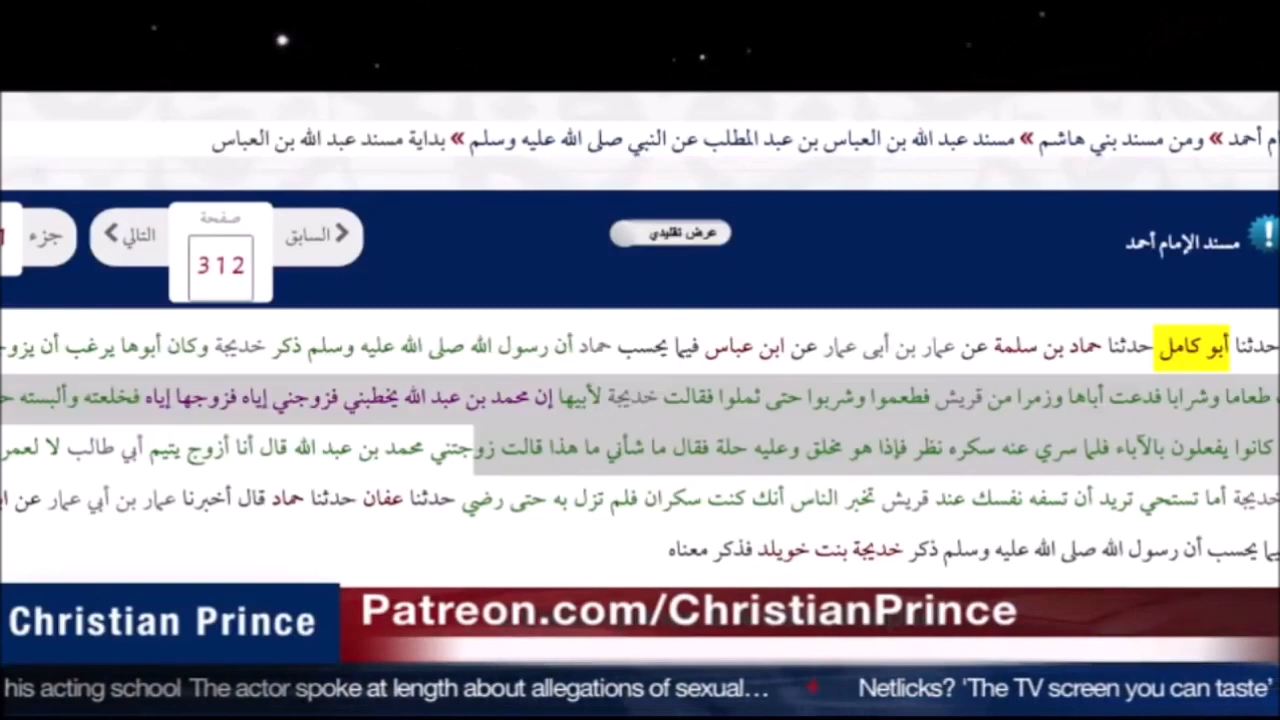 م أحمد » ومن مسند بني هاشم » مسند عبد الله بن العباس بن عبد المطلب عن النبي صلى الله عليه وسلم » بداية مسند عبد الله بن العباس
مسند الإمام أحمد
عرض تقليدي
السابق
صفحة
312
التالي
جزء
حدثنا أبو كامل حدثنا حماد بن سلمة عن عمار بن أبي عمار عن ابن عباس فيما يحسب حماد أن رسول الله صلى الله عليه وسلم ذكر خديجة وكان أبوها يرغب أن يزوج
طعاما وشرابا فدعت أباها وزمرا من قريش فطعموا وشربوا حتى ثملوا فقالت خديجة لأبيها إن محمد بن عبد الله يخطبني فزوجني إياه فزوجها إياه فخلعته وألبسته ح
كانوا يفعلون بالآباء فلما سري عنه سكره نظر فإذا هو مخلق وعليه حلة فقال ما شأني ما هذا قالت زوجتني محمد بن عبد الله قال أنا أزوج يتيم أبي طالب لا لعمر
خديجة أما تستحي تريد أن تسفه نفسك عند قريش تخبر الناس أنك كنت سكران فلم تزل به حتى رضي حدثنا عفان حدثنا حماد قال أخبرنا عمار بن أبي عمار عن
فيما يحسب أن رسول الله صلى الله عليه وسلم ذكر خديجة بنت خويلد فذكر معناه
Christian Prince
Patreon.com/ChristianPrince
his acting school The actor spoke at length about allegations of sexual... Netlicks? 'The TV screen you can taste'